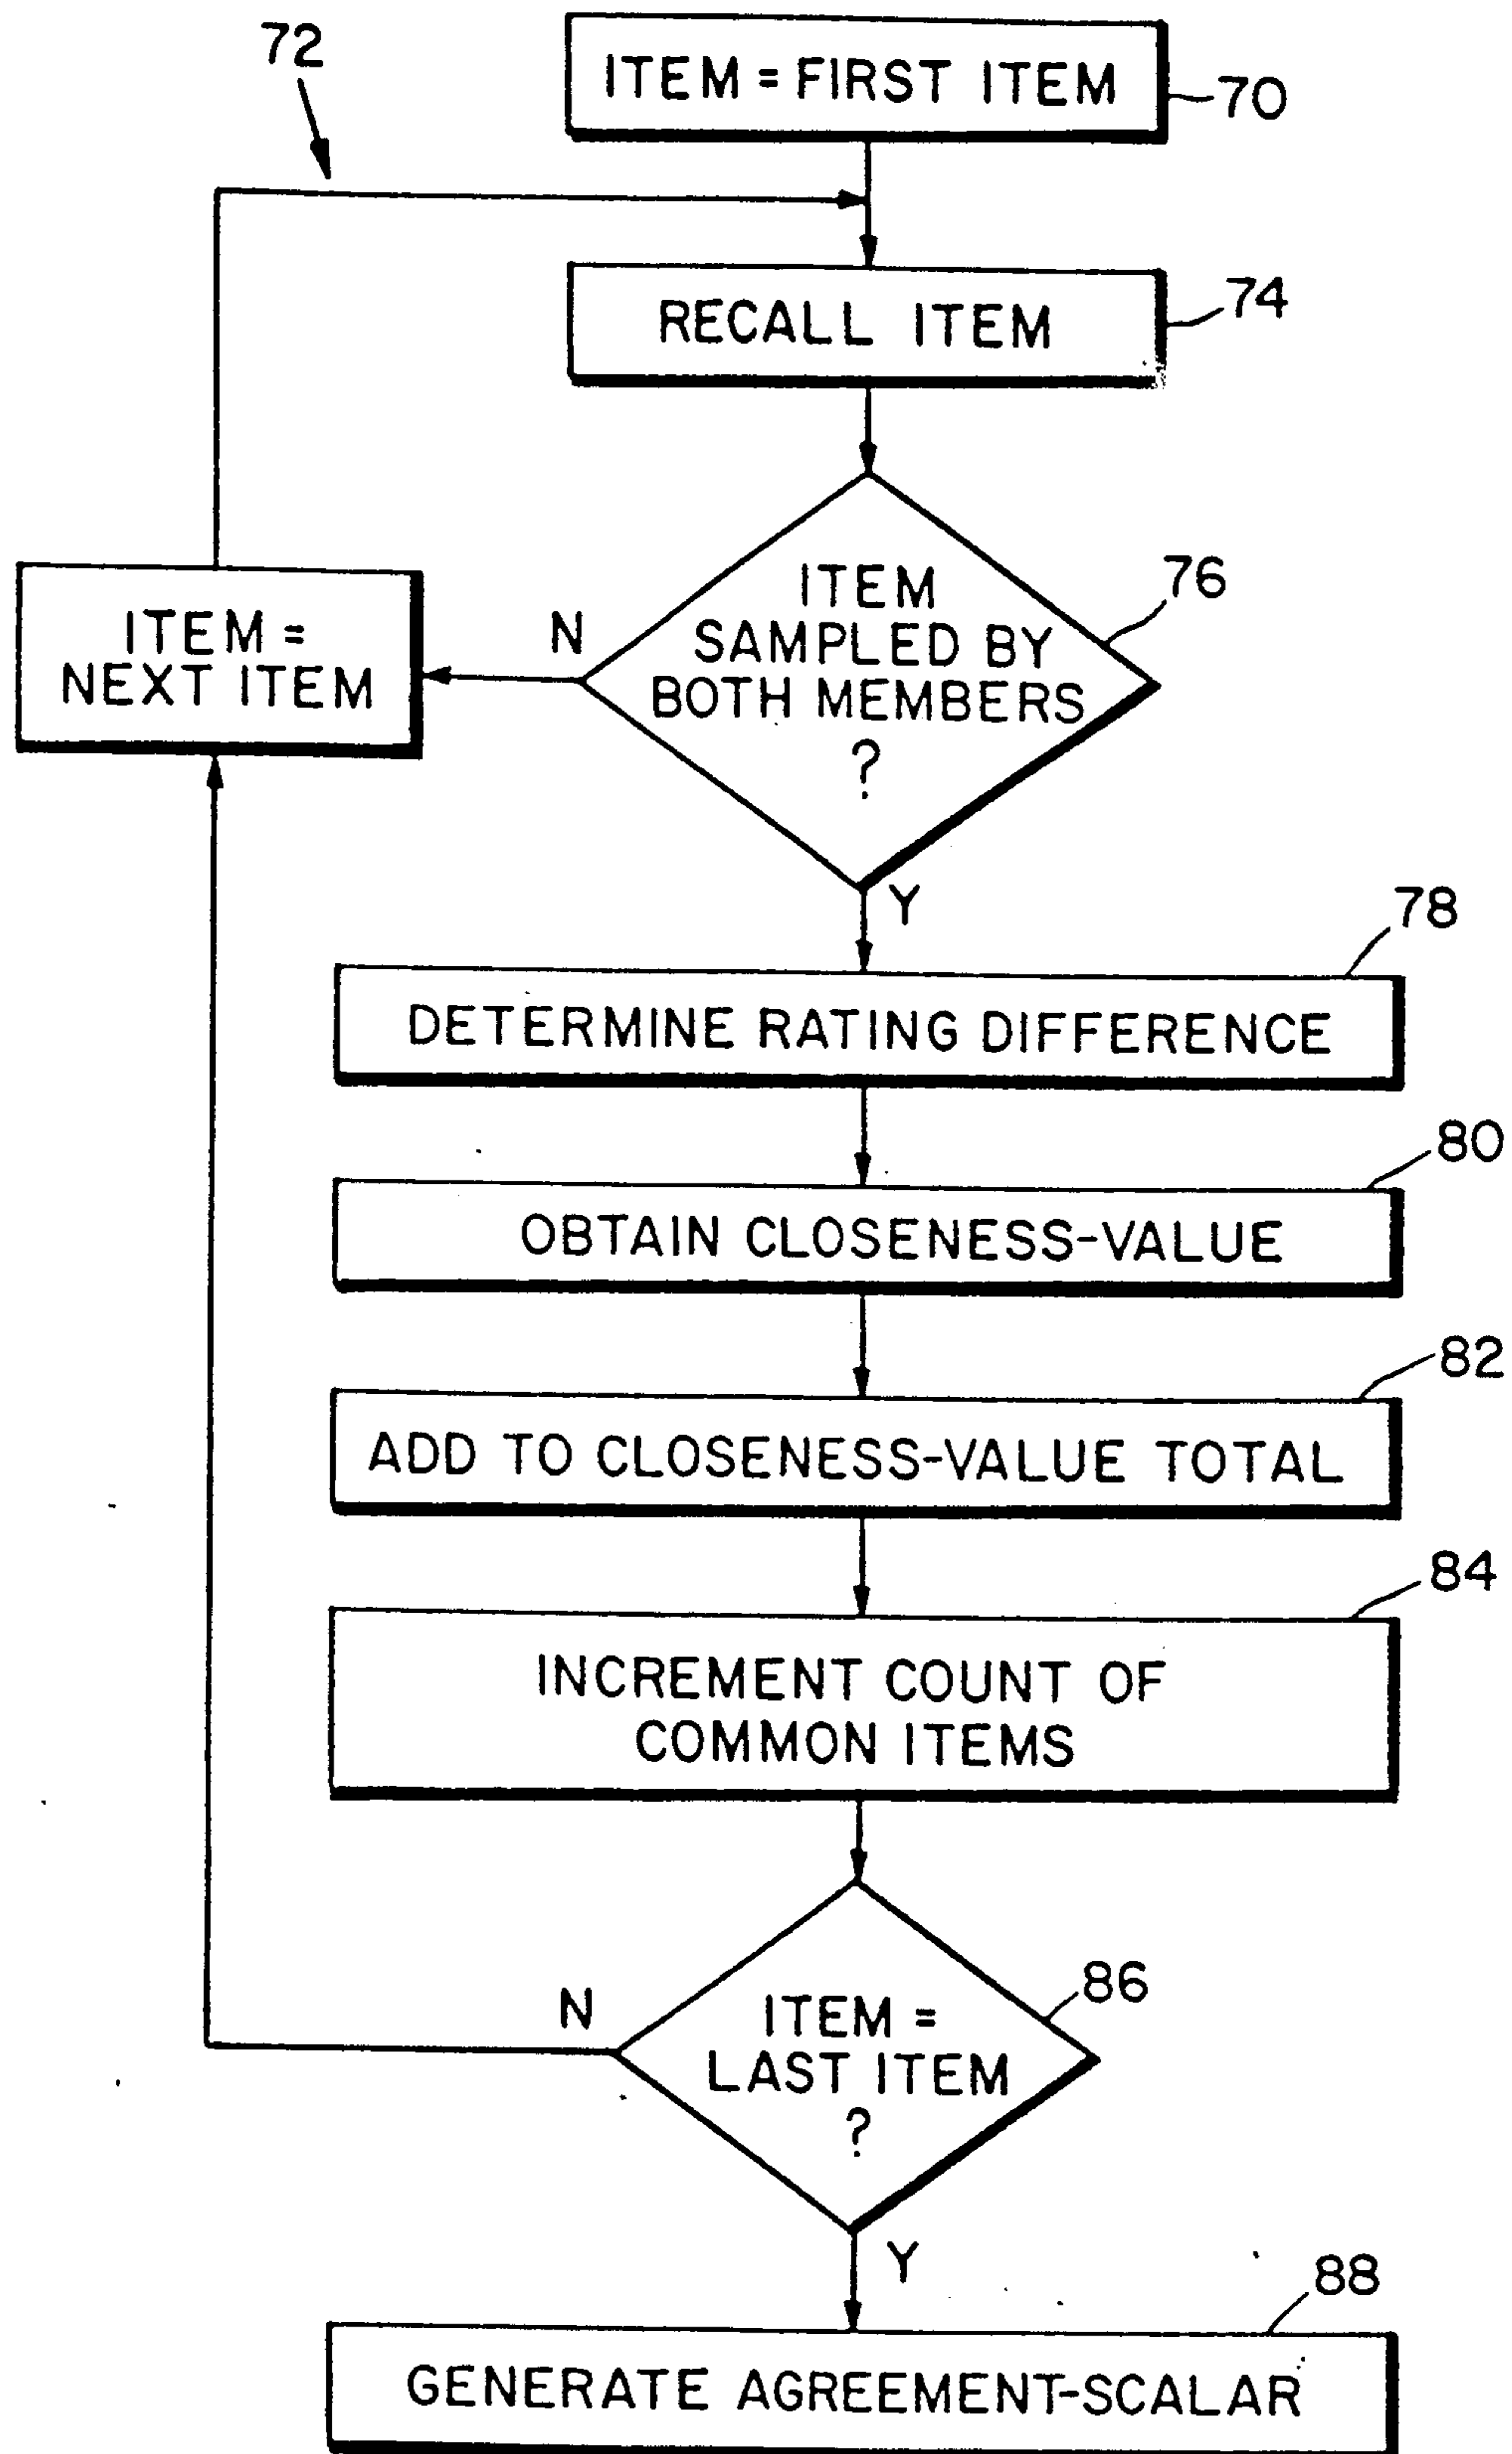 72
ITEM = FIRST ITEM
70
RECALL ITEM
74
ITEM
SAMPLED BY
BOTH MEMBERS
?
76
N
ITEM =
NEXT ITEM
Y
78
DETERMINE RATING DIFFERENCE
80
OBTAIN CLOSENESS-VALUE
82
ADD TO CLOSENESS-VALUE TOTAL
84
INCREMENT COUNT OF
COMMON ITEMS
86
N
ITEM =
LAST ITEM
?
Y
88
GENERATE AGREEMENT-SCALAR